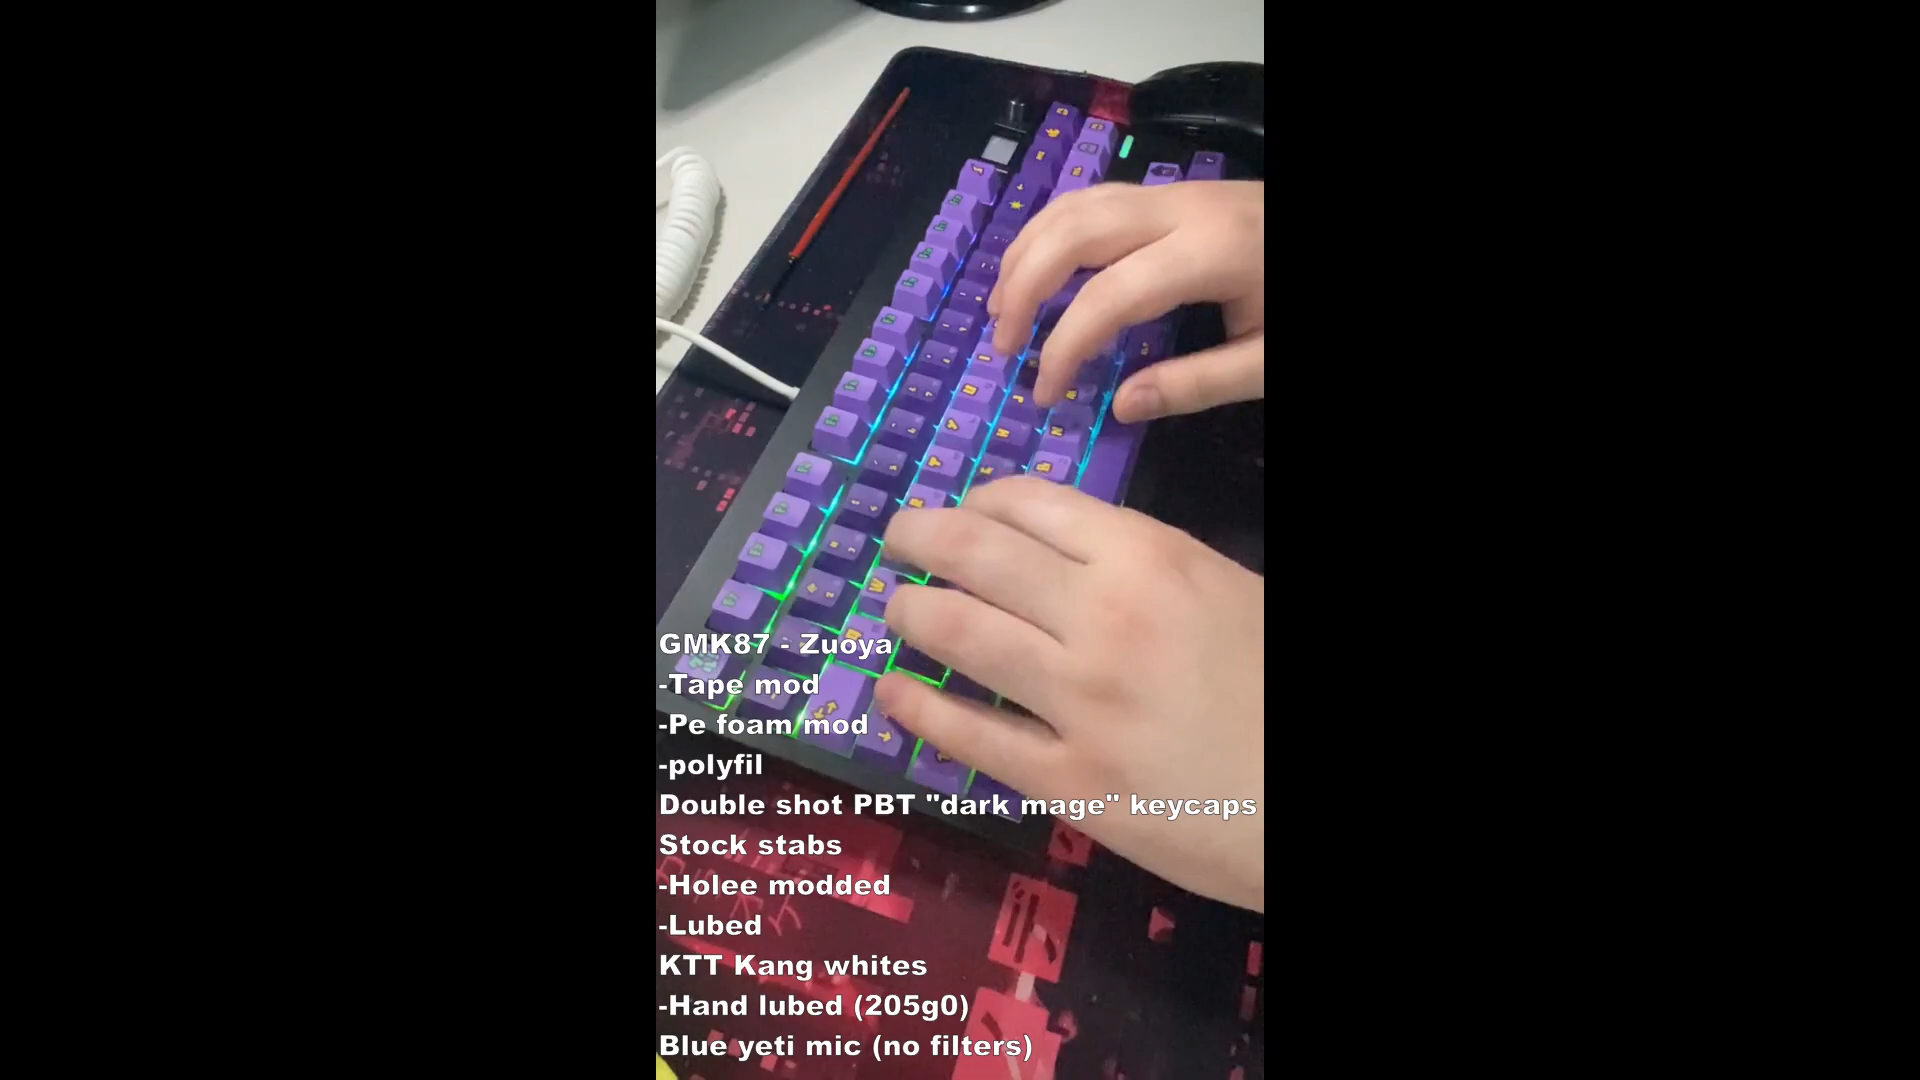 GMK87 - Zuoya
-Tape mod
-Pe foam mod
-polyfil
Double shot PBT "dark mage" keycaps
Stock stabs
-Holee modded
-Lubed
KTT Kang whites
-Hand lubed (205g0)
Blue yeti mic (no filters)